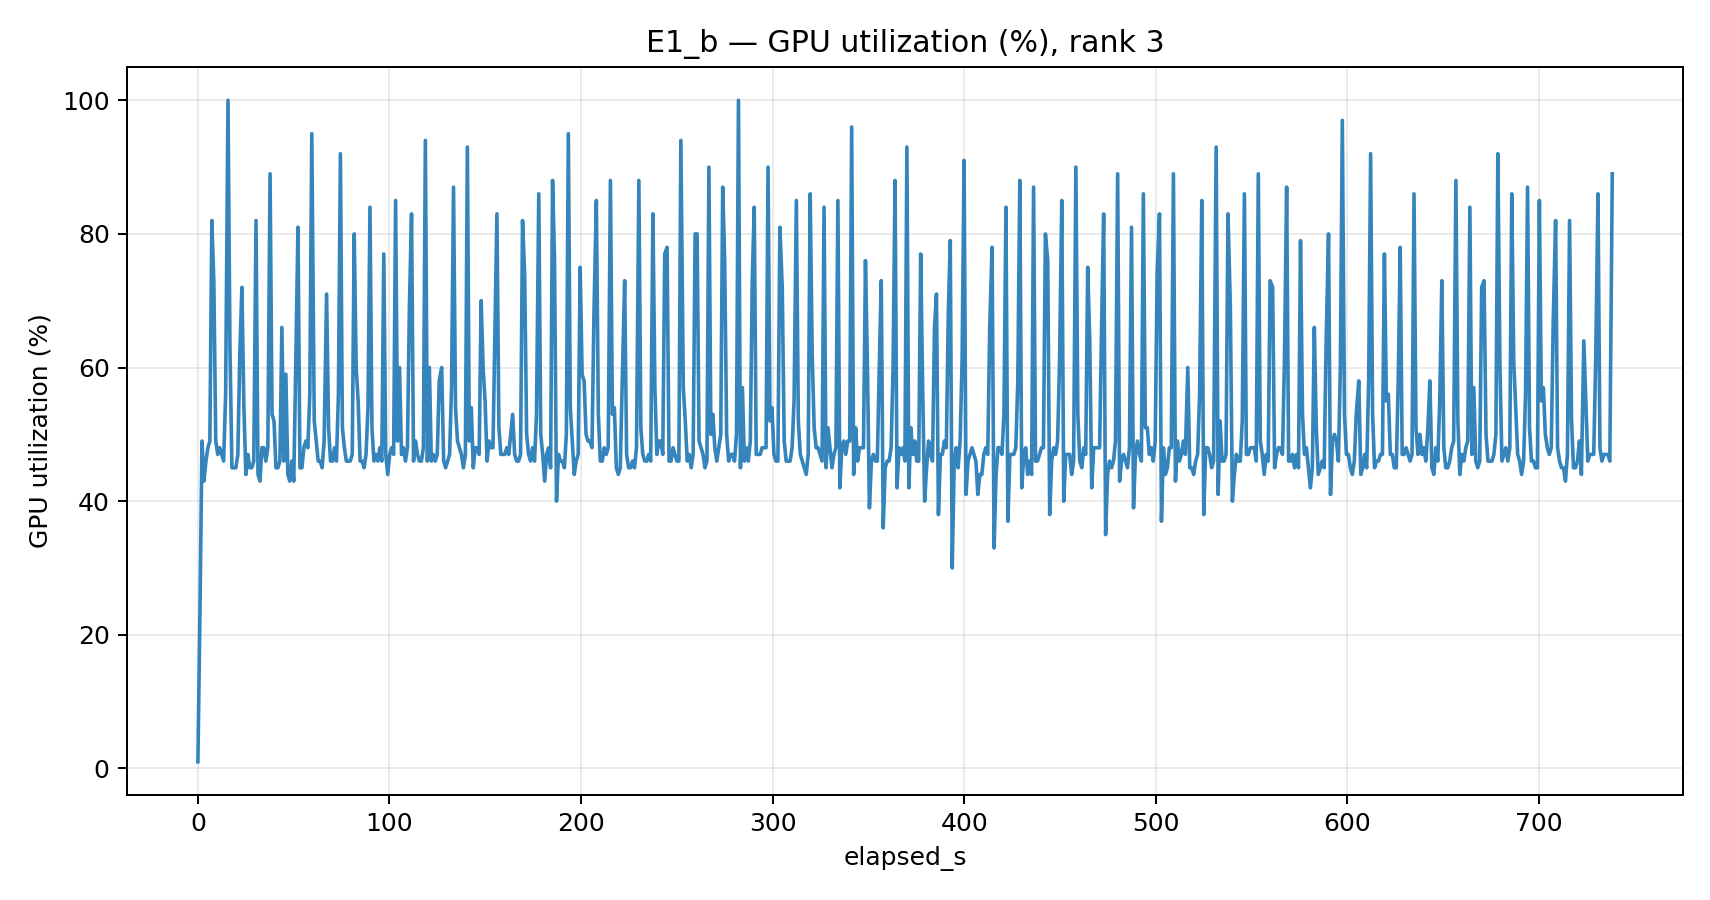 E1_b — GPU utilization (%), rank 3
GPU utilization (%)
100
80
60
40
20
0
0 100 200 300 400 500 600 700
elapsed_s